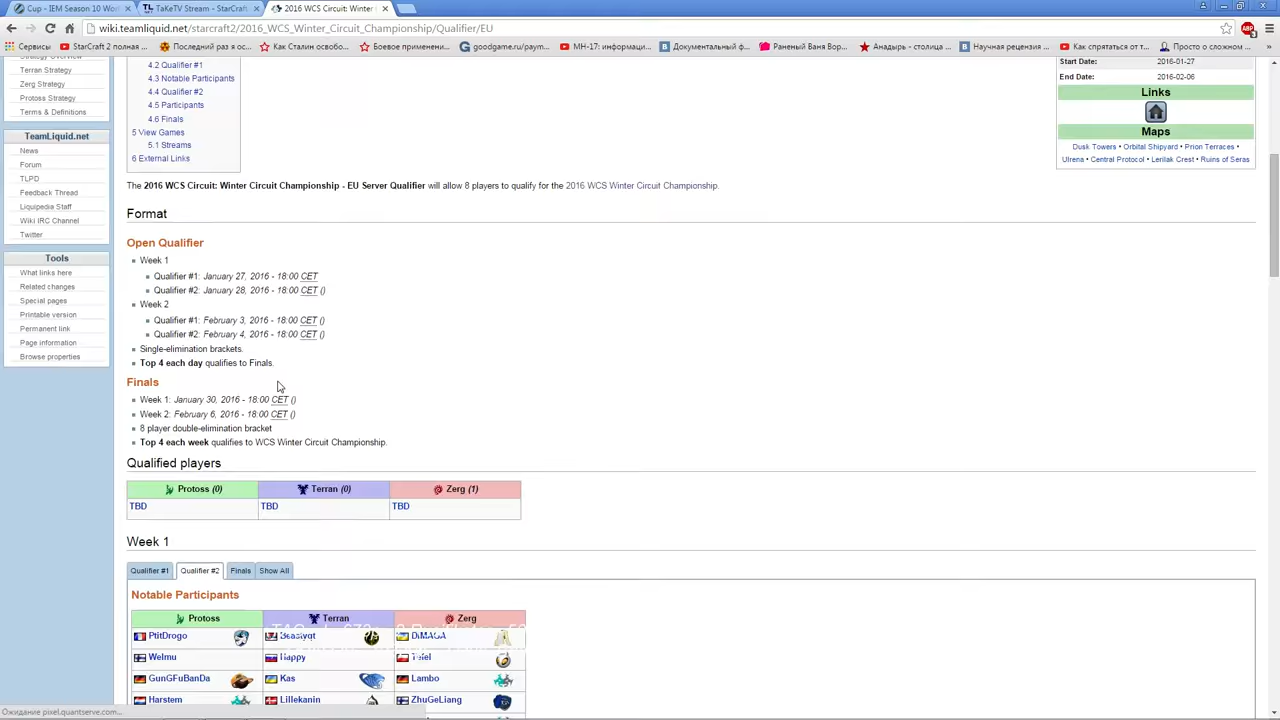 Cup - IEM Season 10 Wo
TaKeTV Stream - StarCraft
2016 WCS Winter: Winter
wiki.teamliquid.net/starcraft2/2016_WCS_Winter_Circuit_Championship/Qualifier/EU
Сервисы
StarCraft 2 полная ...
Последний раз я ос...
Как Сталин освобо...
Боевое применени...
goodgame.ru/paym...
МН-17: информаци...
Документальный ф...
Раненый Ваня Вор...
Анадырь - столица ...
Научная рецензия ...
Как спрятаться от т...
Просто о сложном ...
Strategy Overview
Terran Strategy
Zerg Strategy
Protoss Strategy
Terms & Definitions
TeamLiquid.net
News
Forum
TLPD
Feedback Thread
Liquipedia Staff
Wiki IRC Channel
Twitter
Tools
What links here
Related changes
Special pages
Printable version
Permanent link
Page information
Browse properties
4.2 Qualifier #1
4.3 Notable Participants
4.4 Qualifier #2
4.5 Participants
4.6 Finals
5 View Games
5.1 Streams
6 External Links
Start Date: 2016-01-27
End Date: 2016-02-06
Links
Maps
Dusk Towers • Orbital Shipyard • Prion Terraces •
Ulrena • Central Protocol • Lerilak Crest • Ruins of Seras
The 2016 WCS Circuit: Winter Circuit Championship - EU Server Qualifier will allow 8 players to qualify for the 2016 WCS Winter Circuit Championship.
Format
Open Qualifier
Week 1
Qualifier #1: January 27, 2016 - 18:00 CET
Qualifier #2: January 28, 2016 - 18:00 CET ()
Week 2
Qualifier #1: February 3, 2016 - 18:00 CET ()
Qualifier #2: February 4, 2016 - 18:00 CET ()
Single-elimination brackets.
Top 4 each day qualifies to Finals.
Finals
Week 1: January 30, 2016 - 18:00 CET ()
Week 2: February 6, 2016 - 18:00 CET ()
8 player double-elimination bracket
Top 4 each week qualifies to WCS Winter Circuit Championship.
Qualified players
Protoss (0) Terran (0) Zerg (1)
TBD TBD TBD
Week 1
Qualifier #1 Qualifier #2 Finals Show All
Notable Participants
Protoss Terran Zerg
PtitDrogo Beastyqt DIMAGA
Welmu Happy Tefel
GunGFuBanDa Kas Lambo
Harstem Lillekanin ZhuGeLiang
Ожидание pixel.quantserve.com...